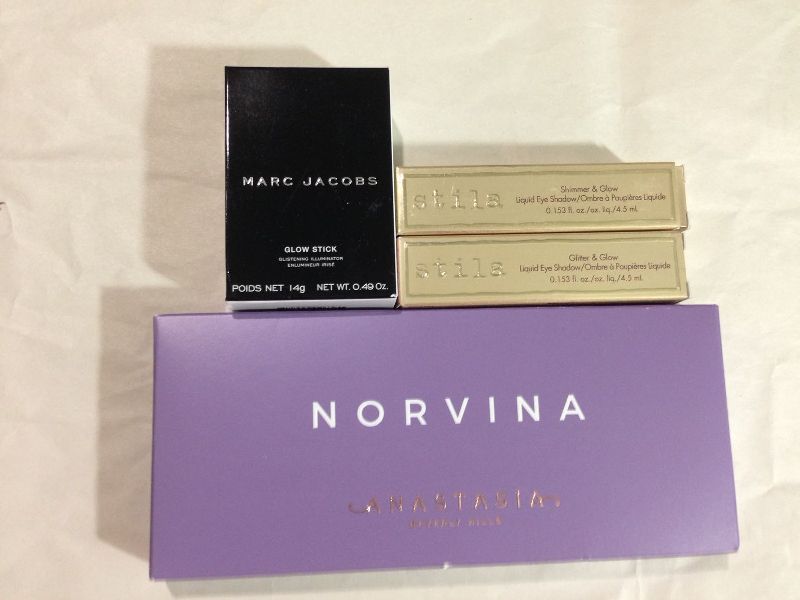 MARC JACOBS
GLOW STICK
GLISTENING ILLUMINATOR
ENLUMINEUR IRISÉ
POIDS NET 14g NET WT. 0.49 Oz.
stila
Shimmer & Glow
Liquid Eye Shadow/Ombre à Paupières Liquide
0.153 fl. oz./oz. liq./4.5 ml.
stila
Glitter & Glow
Liquid Eye Shadow/Ombre à Paupières Liquide
0.153 fl. oz./oz. liq./4.5 ml.
NORVINA
ANASTASIA
BEVERLY HILLS